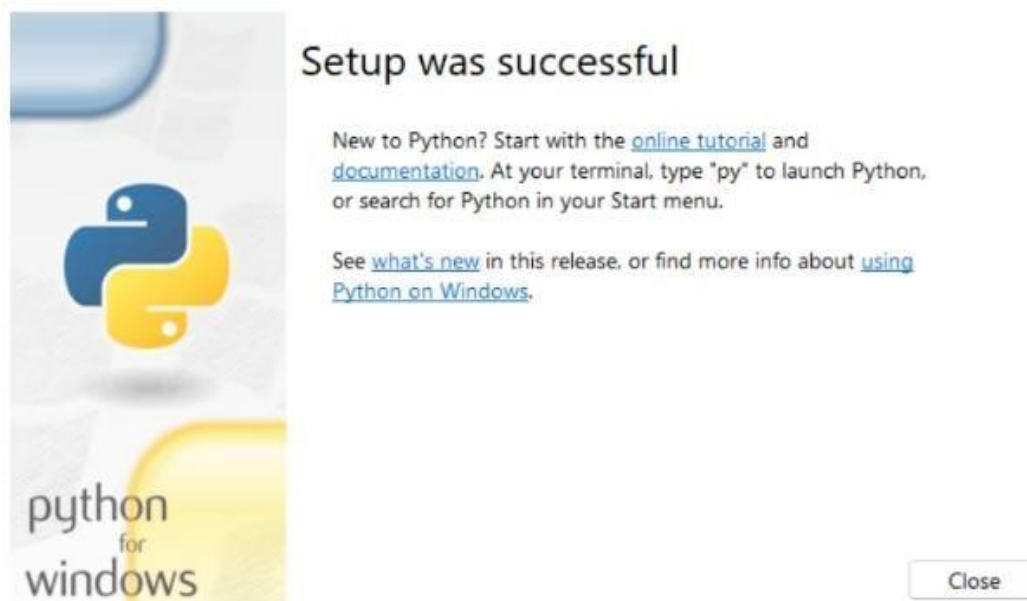 Setup was successful
New to Python? Start with the online tutorial and
documentation. At your terminal, type "py" to launch Python,
or search for Python in your Start menu.
See what's new in this release, or find more info about using
Python on Windows.
python
for
windows
Close